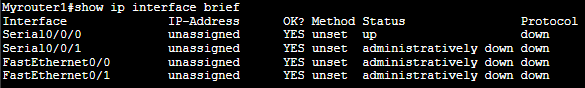 Myrouter1#show ip interface brief
Interface IP-Address OK? Method Status Protocol
Serial0/0/0 unassigned YES unset up down
Serial0/0/1 unassigned YES unset administratively down down
FastEthernet0/0 unassigned YES unset administratively down down
FastEthernet0/1 unassigned YES unset administratively down down